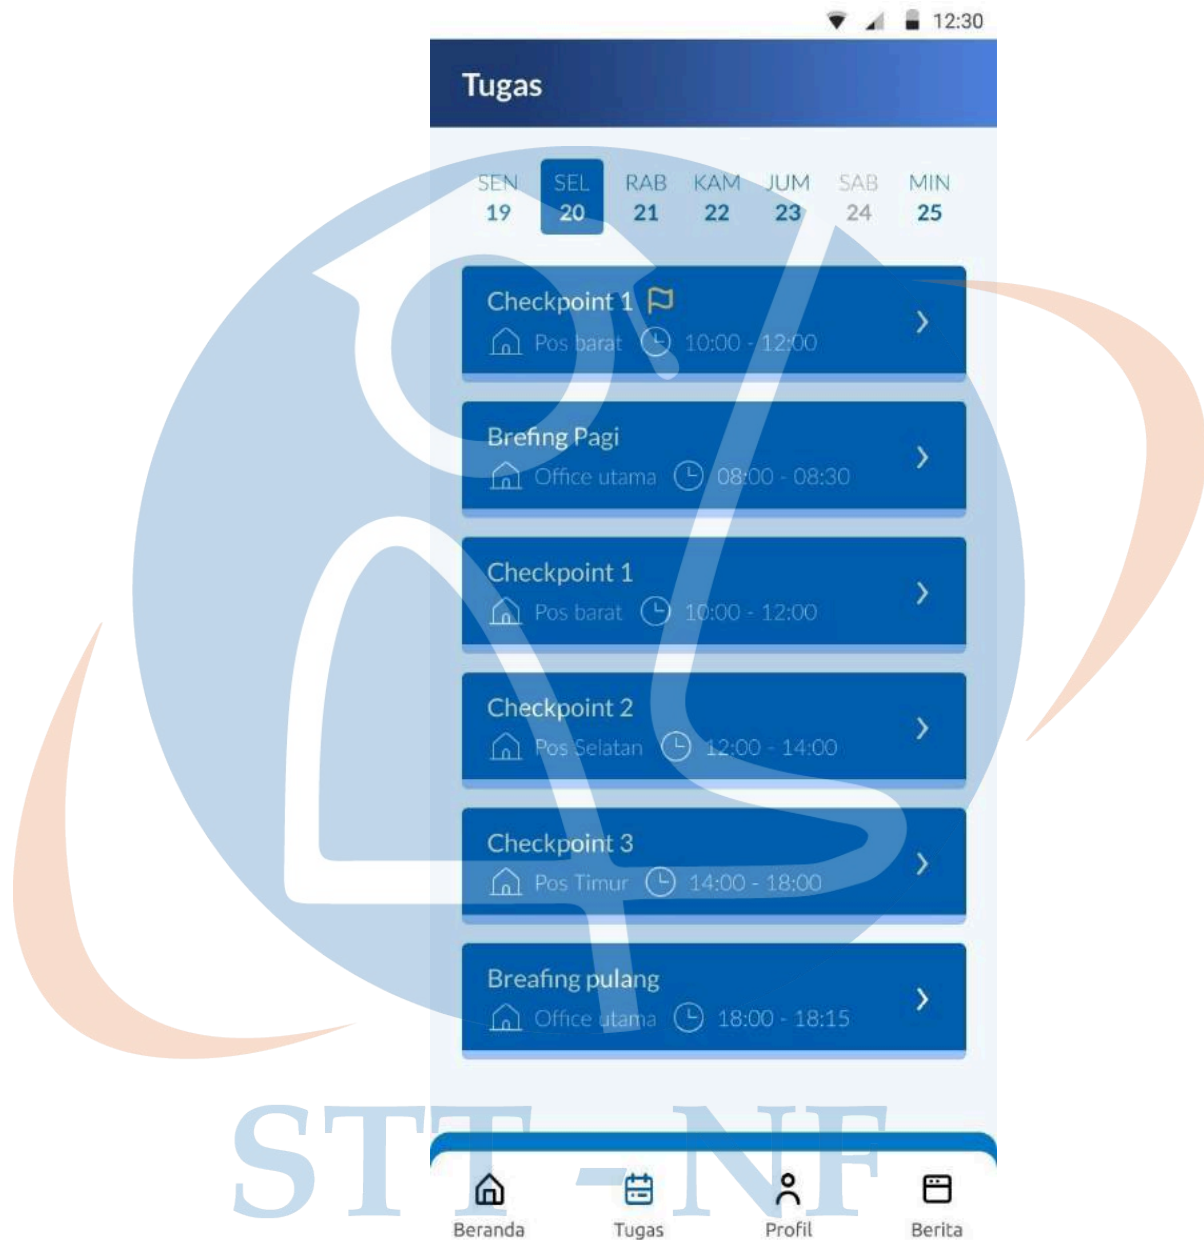 12:30
Tugas
SEN SEL RAB KAM JUM SAB MIN
19 20 21 22 23 24 25
Checkpoint 1
Pos barat 10:00 - 12:00
Brefing Pagi
Office utama 08:00 - 08:30
Checkpoint 1
Pos barat 10:00 - 12:00
Checkpoint 2
Pos Selatan 12:00 - 14:00
Checkpoint 3
Pos Timur 14:00 - 18:00
Breafing pulang
Office utama 18:00 - 18:15
STT - NF
Beranda Tugas Profil Berita